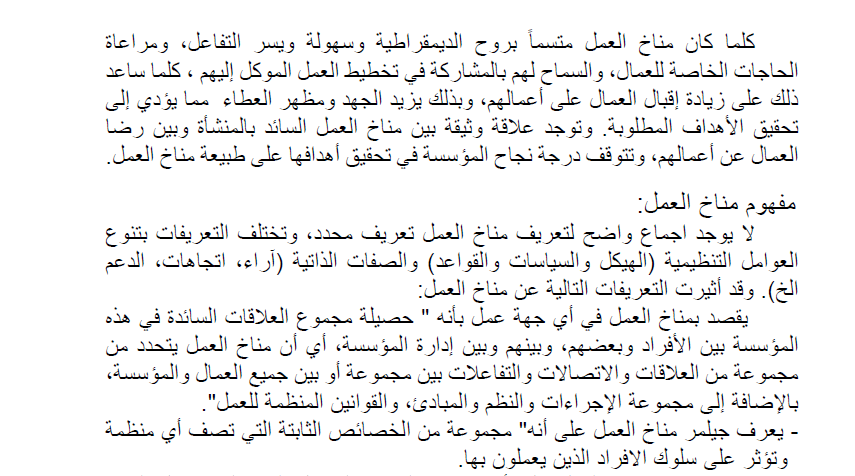 كلما كان مناخ العمل متسماً بروح الديمقراطية وسهولة ويسر التفاعل، ومراعاة
الحاجات الخاصة للعمال، والسماح لهم بالمشاركة في تخطيط العمل الموكل إليهم ، كلما ساعد
ذلك على زيادة إقبال العمال على أعمالهم، وبذلك يزيد الجهد ومظهر العطاء مما يؤدي إلى
تحقيق الأهداف المطلوبة. وتوجد علاقة وثيقة بين مناخ العمل السائد بالمنشأة وبين رضا
العمال عن أعمالهم، وتتوقف درجة نجاح المؤسسة في تحقيق أهدافها على طبيعة مناخ العمل.
مفهوم مناخ العمل:
لا يوجد اجماع واضح لتعريف مناخ العمل تعريف محدد، وتختلف التعريفات بتنوع
العوامل التنظيمية (الهيكل والسياسات والقواعد) والصفات الذاتية (آراء، اتجاهات، الدعم
الخ). وقد أثيرت التعريفات التالية عن مناخ العمل:
يقصد بمناخ العمل في أي جهة عمل بأنه " حصيلة مجموع العلاقات السائدة في هذه
المؤسسة بين الأفراد وبعضهم، وبينهم وبين إدارة المؤسسة، أي أن مناخ العمل يتحدد من
مجموعة من العلاقات والاتصالات والتفاعلات بين مجموعة أو بين جميع العمال والمؤسسة،
بالإضافة إلى مجموعة الإجراءات والنظم والمبادئ، والقوانين المنظمة للعمل".
- يعرف جيلمر مناخ العمل على أنه" مجموعة من الخصائص الثابتة التي تصف أي منظمة
وتؤثر على سلوك الافراد الذين يعملون بها.